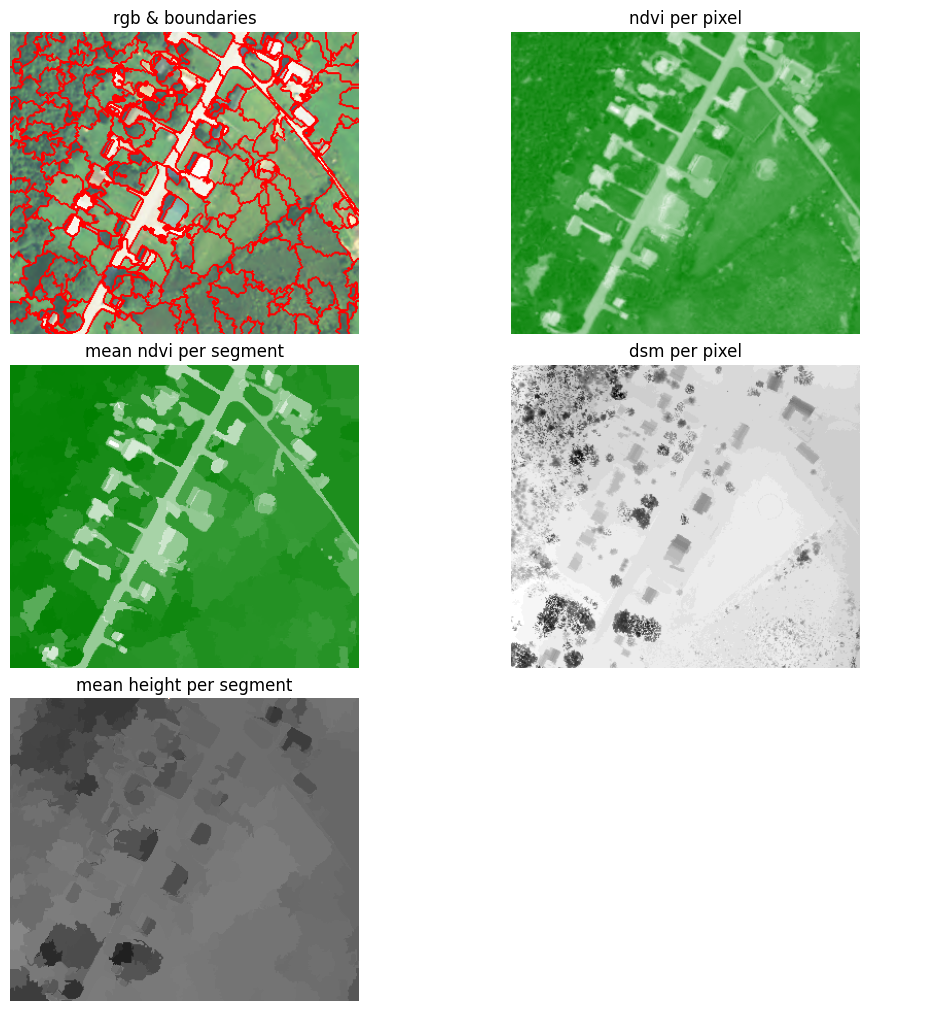 rgb & boundaries
ndvi per pixel
mean ndvi per segment
dsm per pixel
mean height per segment